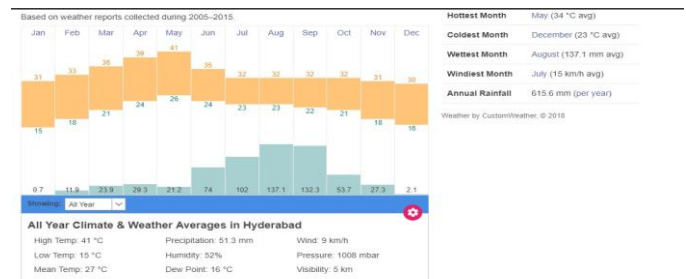 Based on weather reports collected during 2005–2015.
Jan Feb Mar Apr May Jun Jul Aug Sep Oct Nov Dec
31 33 36 39 41 35 32 32 32 32 31 30
15 18 21 24 26 24 23 23 22 21 18 16
0.7 11.9 23.9 29.3 21.2 74 102 137.1 132.3 53.7 27.3 2.1
Showing: All Year
All Year Climate & Weather Averages in Hyderabad
High Temp: 41 °C Precipitation: 51.3 mm Wind: 9 km/h
Low Temp: 15 °C Humidity: 52% Pressure: 1008 mbar
Mean Temp: 27 °C Dew Point: 16 °C Visibility: 5 km
Hottest Month May (34 °C avg)
Coldest Month December (23 °C avg)
Wettest Month August (137.1 mm avg)
Windiest Month July (15 km/h avg)
Annual Rainfall 615.6 mm (per year)
Weather by CustomWeather, © 2018